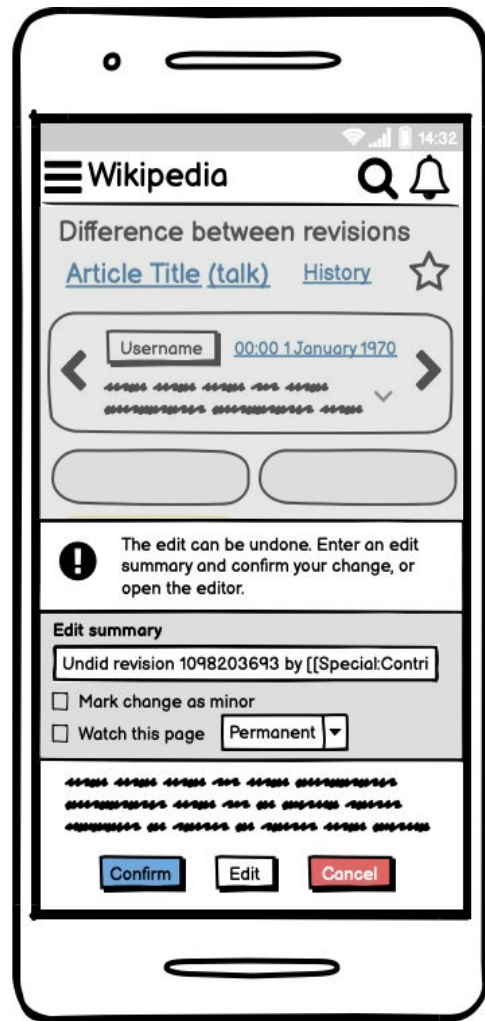 14:32
Wikipedia
Difference between revisions
Article Title (talk) History
Username 00:00 1 January 1970
The edit can be undone. Enter an edit
summary and confirm your change, or
open the editor.
Edit summary
Undid revision 1098203693 by [[Special:Contri
Mark change as minor
Watch this page Permanent
Confirm Edit Cancel